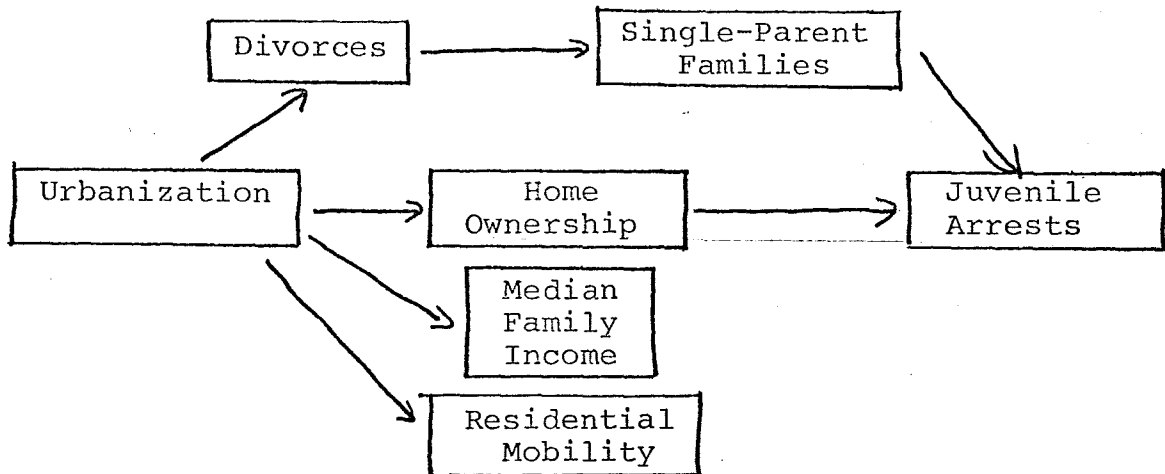 Divorces
Single-Parent
Families
Urbanization
Home
Ownership
Juvenile
Arrests
Median
Family
Income
Residential
Mobility